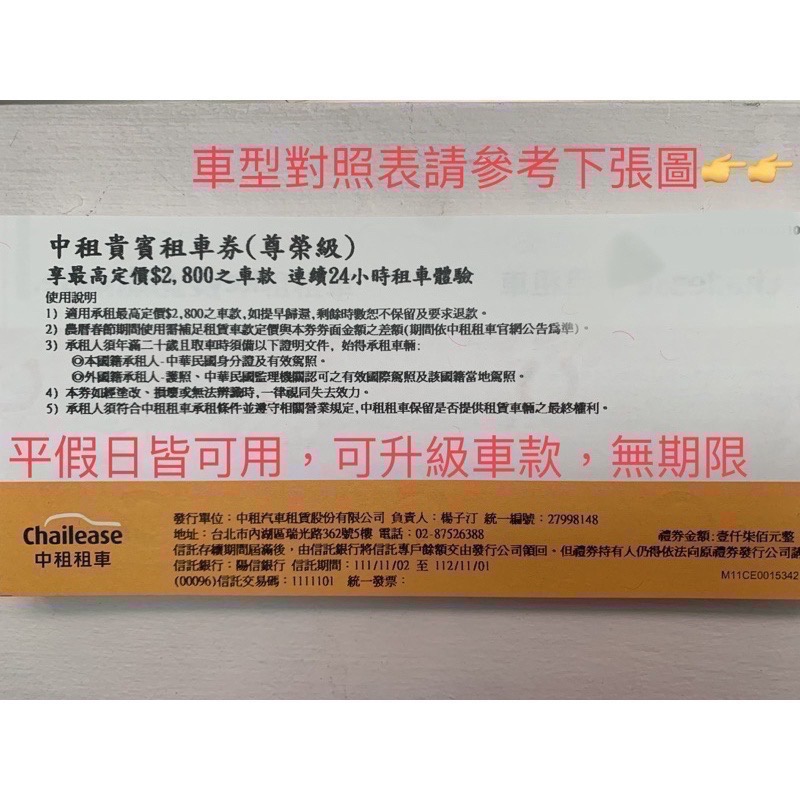 車型對照表請參考下張圖👉👉
中租貴賓租車券(尊榮級)
享最高定價$2,800之車款 連續24小時租車體驗
使用說明
1) 適用承租最高定價$2,800之車款,如提早歸還,剩餘時數恕不保留及要求退款。
2) 農曆春節期間使用需補足租賃車款定價與本券券面金額之差額(期間依中租租車官網公告為準)。
3) 承租人須年滿二十歲且取車時須備以下證明文件, 始得承租車輛:
◎本國籍承租人-中華民國身分證及有效駕照。
◎外國籍承租人-護照、中華民國監理機關認可之有效國際駕照及該國籍當地駕照。
4) 本券如經塗改、損壞或無法辨識時,一律視同失去效力。
5) 承租人須符合中租租車承租條件並遵守相關營業規定,中租租車保留是否提供租賃車輛之最終權利。
平假日皆可用，可升級車款，無期限
Chailease
中租租車
發行單位：中租汽車租賃股份有限公司 負責人：楊子汀 統一編號：27998148
地址：台北市內湖區瑞光路362號5樓 電話：02-87526388
禮券金額:壹仟柒佰元整
信託存續期間屆滿後，由信託銀行將信託專戶餘額交由發行公司領回。但禮券持有人仍得依法向原禮券發行公司請
信託銀行：陽信銀行 信託期間：111/11/02 至 112/11/01
M11CE0015342
(00096)信託交易碼：1111101 統一發票：